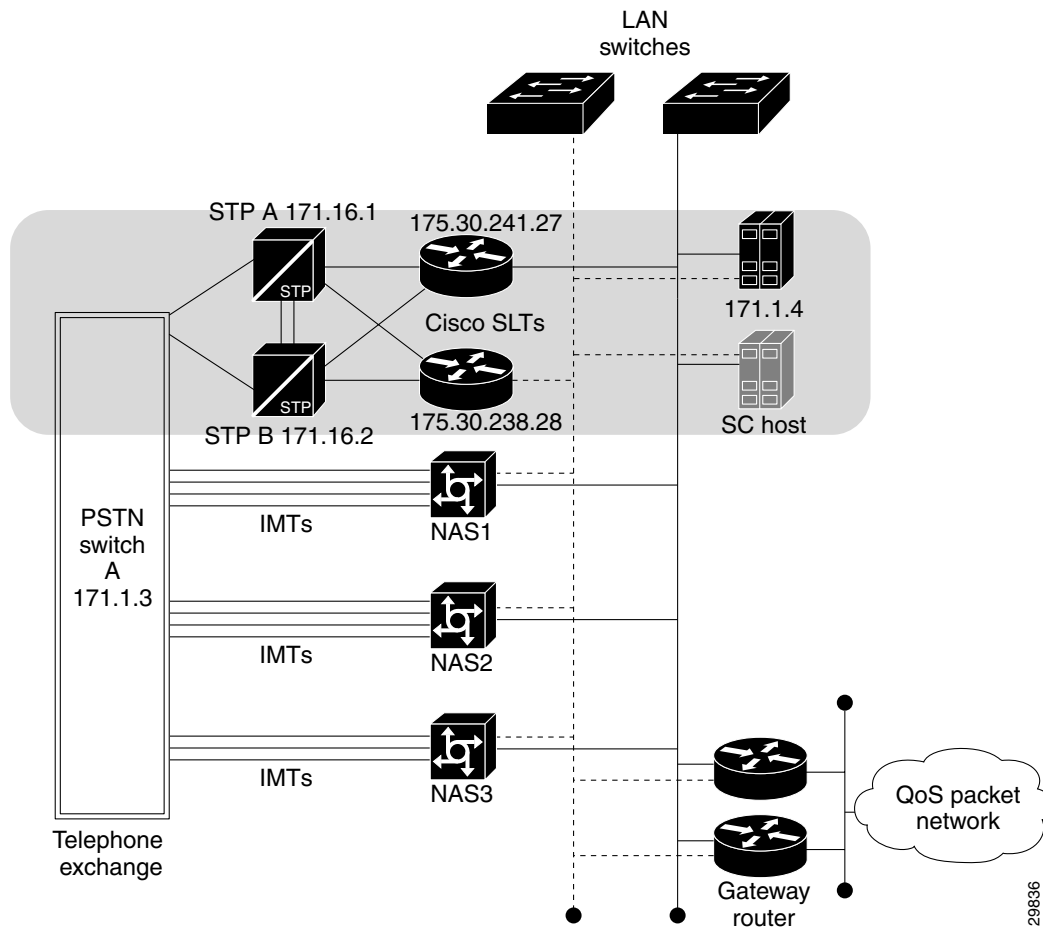 LAN
switches
STP A 171.16.1
175.30.241.27
STP
Cisco SLTs
171.1.4
STP
STP B 171.16.2
175.30.238.28
SC host
PSTN
switch
A
171.1.3
IMTs
NAS1
IMTs
NAS2
IMTs
NAS3
Telephone
exchange
QoS packet
network
Gateway
router
29836